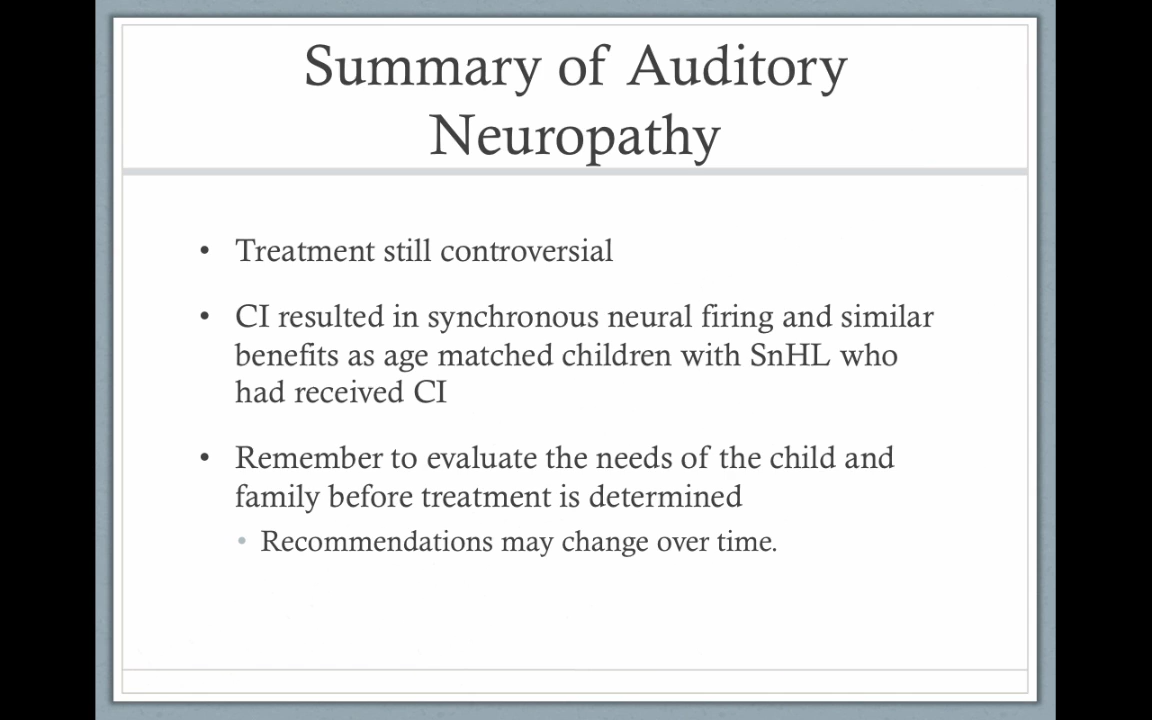 Summary of Auditory
Neuropathy
• Treatment still controversial
• CI resulted in synchronous neural firing and similar
benefits as age matched children with SnHL who
had received CI
• Remember to evaluate the needs of the child and
family before treatment is determined
• Recommendations may change over time.